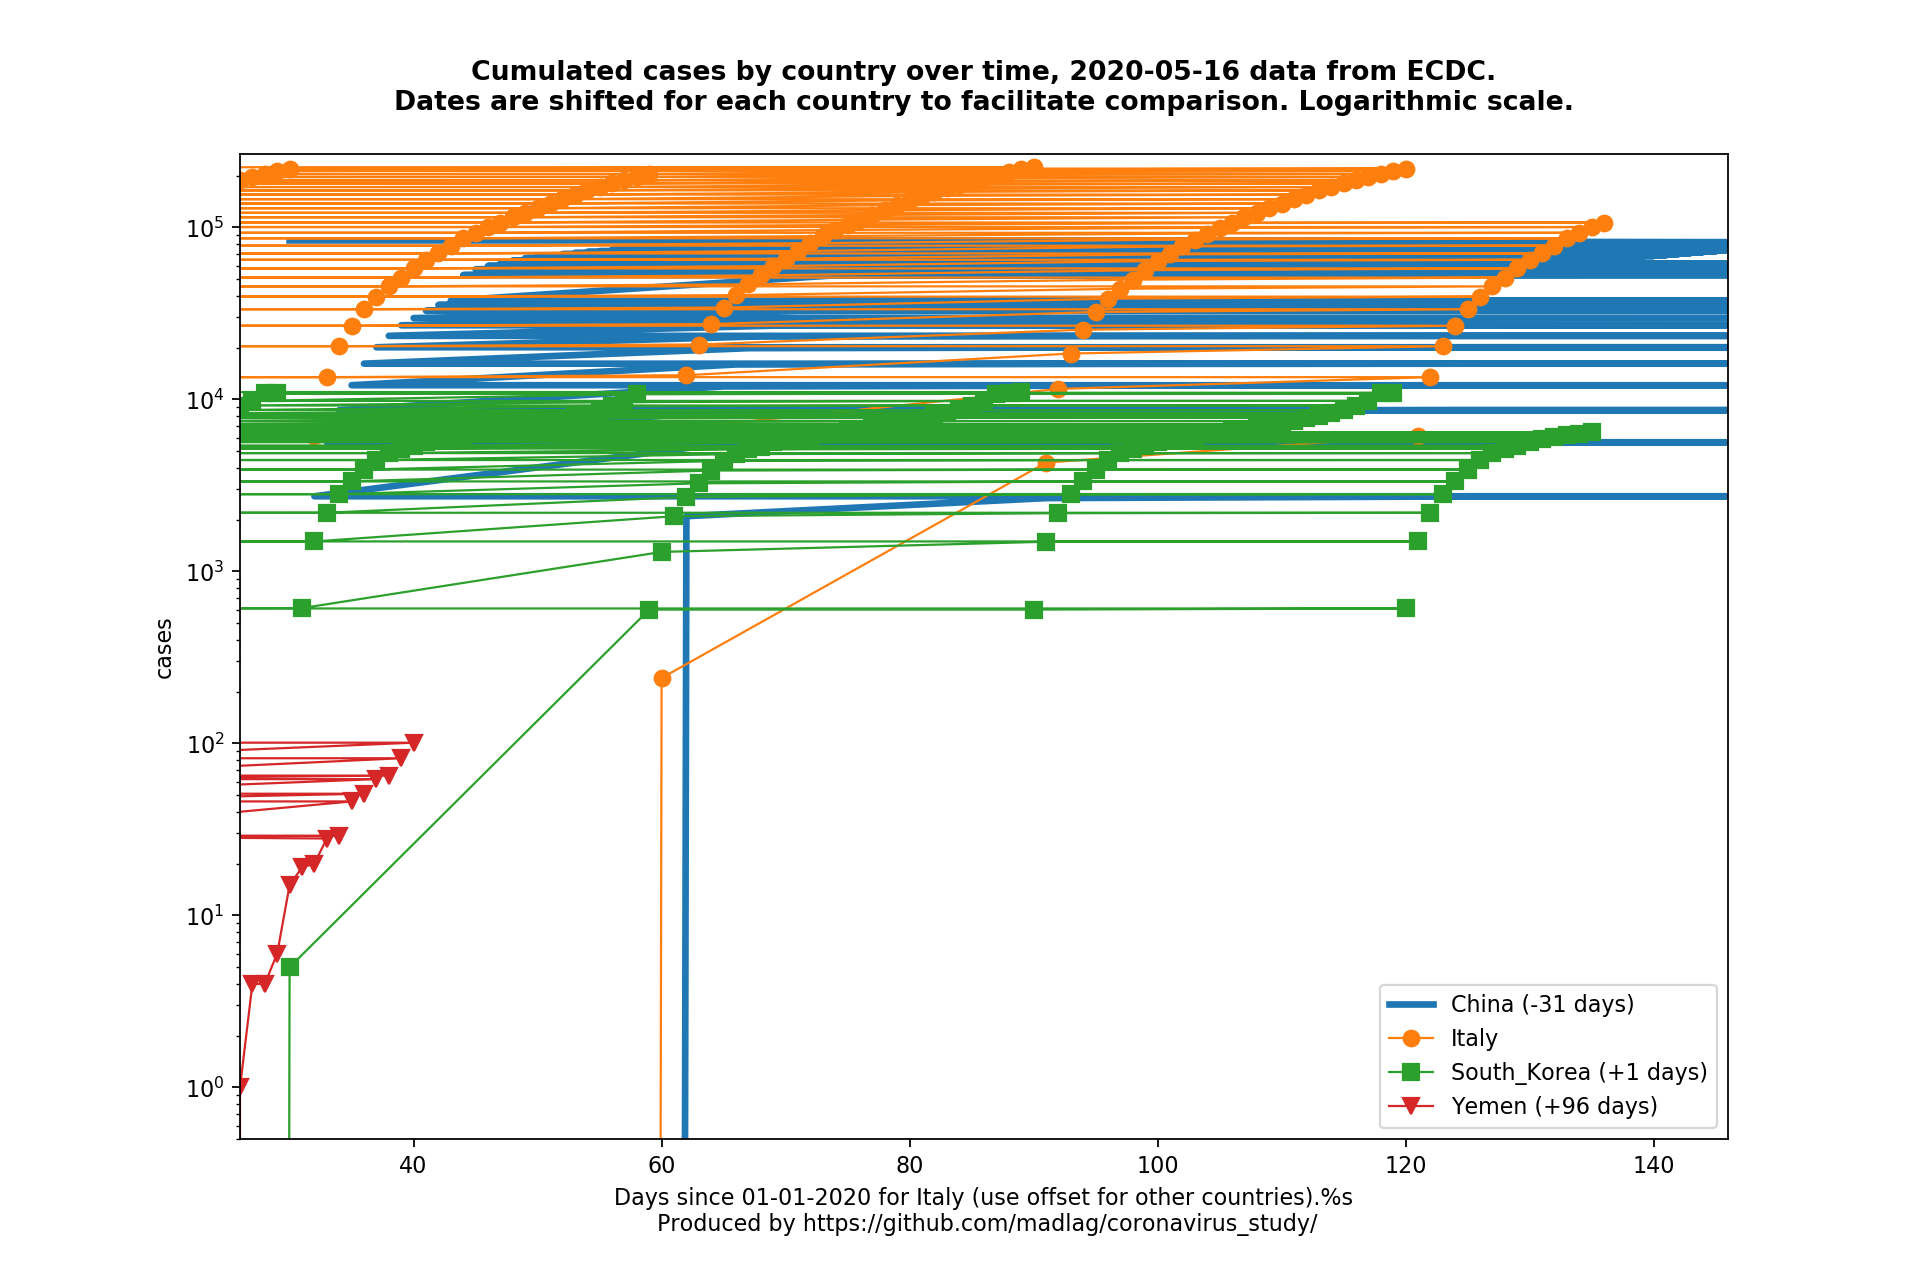 Cumulated cases by country over time, 2020-05-16 data from ECDC.
Dates are shifted for each country to facilitate comparison. Logarithmic scale.
10^5
10^4
10^3
10^2
10^1
10^0
cases
China (-31 days)
Italy
South_Korea (+1 days)
Yemen (+96 days)
40 60 80 100 120 140
Days since 01-01-2020 for Italy (use offset for other countries).%s
Produced by https://github.com/madlag/coronavirus_study/